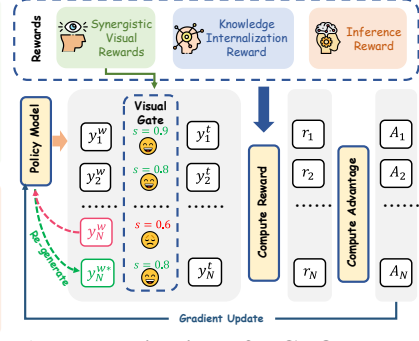 Rewards
Synergistic
Visual
Rewards
Knowledge
Internalization
Reward
Inference
Reward
Policy Model
Visual
Gate
y_1^w
s = 0.9
y_1^t
y_2^w
s = 0.8
y_2^t
......
......
y_N^w
s = 0.6
Re-generate
y_N^{w*}
s = 0.8
y_N^t
Compute Reward
r_1
r_2
......
r_N
Compute Advantage
A_1
A_2
......
A_N
Gradient Update